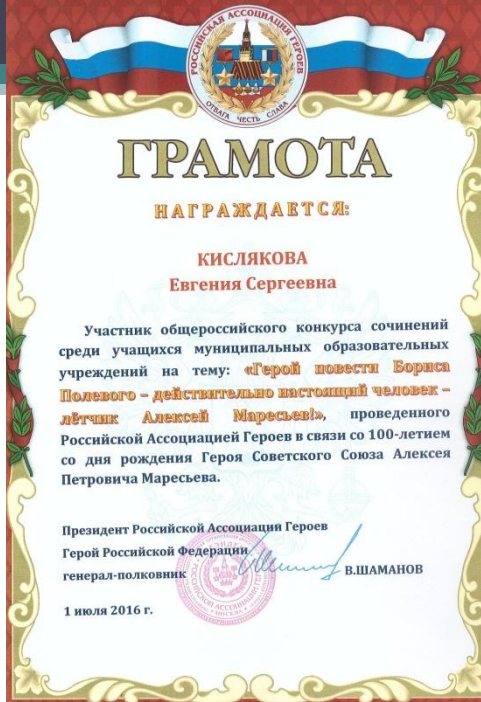 РОССИЙСКАЯ АССОЦИАЦИЯ ГЕРОЕВ
ОТВАГА ЧЕСТЬ СЛАВА
ГРАМОТА
НАГРАЖДАЕТСЯ:
КИСЛЯКОВА
Евгения Сергеевна
Участник общероссийского конкурса сочинений
среди учащихся муниципальных образовательных
учреждений на тему: «Герой повести Бориса
Полевого – действительно настоящий человек –
лётчик Алексей Маресьев!», проведенного
Российской Ассоциацией Героев в связи со 100-летием
со дня рождения Героя Советского Союза Алексея
Петровича Маресьева.
Президент Российской Ассоциации Героев
Герой Российской Федерации
генерал-полковник В.ШАМАНОВ
1 июля 2016 г.